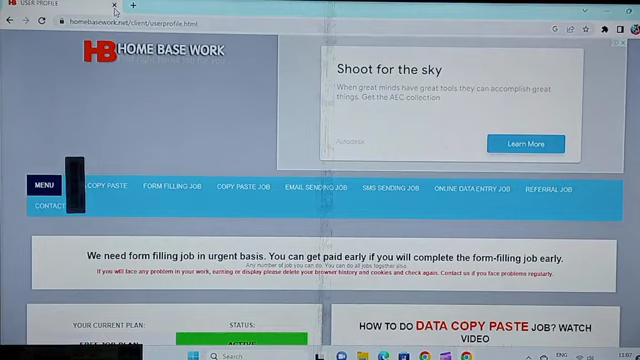 USER PROFILE
homebasework.net/client/userprofile.html
HB HOME BASE WORK
Shoot for the sky
When great minds have great tools they can accomplish great
things. Get the AEC collection
Autodesk
Learn More
MENU
COPY PASTE
FORM FILLING JOB
COPY PASTE JOB
EMAIL SENDING JOB
SMS SENDING JOB
ONLINE DATA ENTRY JOB
REFERRAL JOB
CONTACT
We need form filling job in urgent basis. You can get paid early if you will complete the form-filling job early.
Any number of job you can do. You can do all jobs together also.
If you will face any problem in your work, earning or display please delete your browser history and cookies and check again. Contact us if you face problems regularly.
YOUR CURRENT PLAN:
STATUS:
FREE JOB PLAN
ACTIVE
HOW TO DO DATA COPY PASTE JOB? WATCH
VIDEO
Search
ENG
11:07